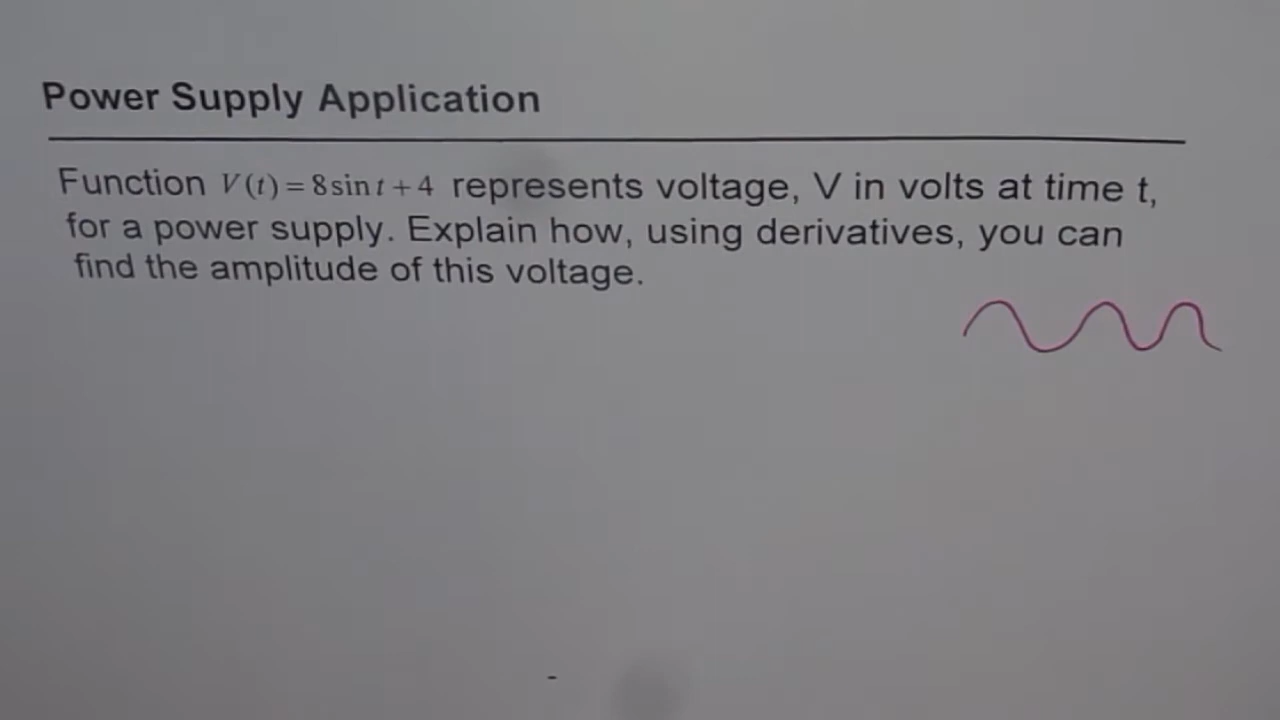 Power Supply Application
Function V(t) = 8 sin t + 4 represents voltage, V in volts at time t,
for a power supply. Explain how, using derivatives, you can
find the amplitude of this voltage.